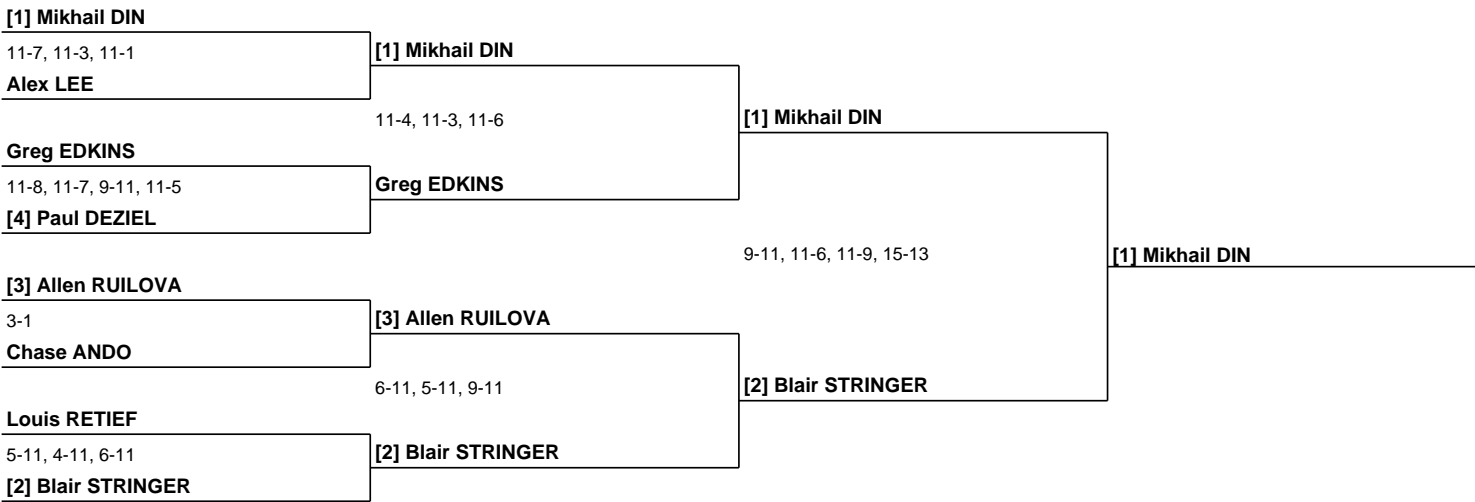 [1] Mikhail DIN
11-7, 11-3, 11-1
Alex LEE
Greg EDKINS
11-8, 11-7, 9-11, 11-5
[4] Paul DEZIEL
[3] Allen RUILOVA
3-1
Chase ANDO
Louis RETIEF
5-11, 4-11, 6-11
[2] Blair STRINGER
[1] Mikhail DIN
11-4, 11-3, 11-6
Greg EDKINS
[3] Allen RUILOVA
6-11, 5-11, 9-11
[2] Blair STRINGER
[1] Mikhail DIN
9-11, 11-6, 11-9, 15-13
[2] Blair STRINGER
[1] Mikhail DIN